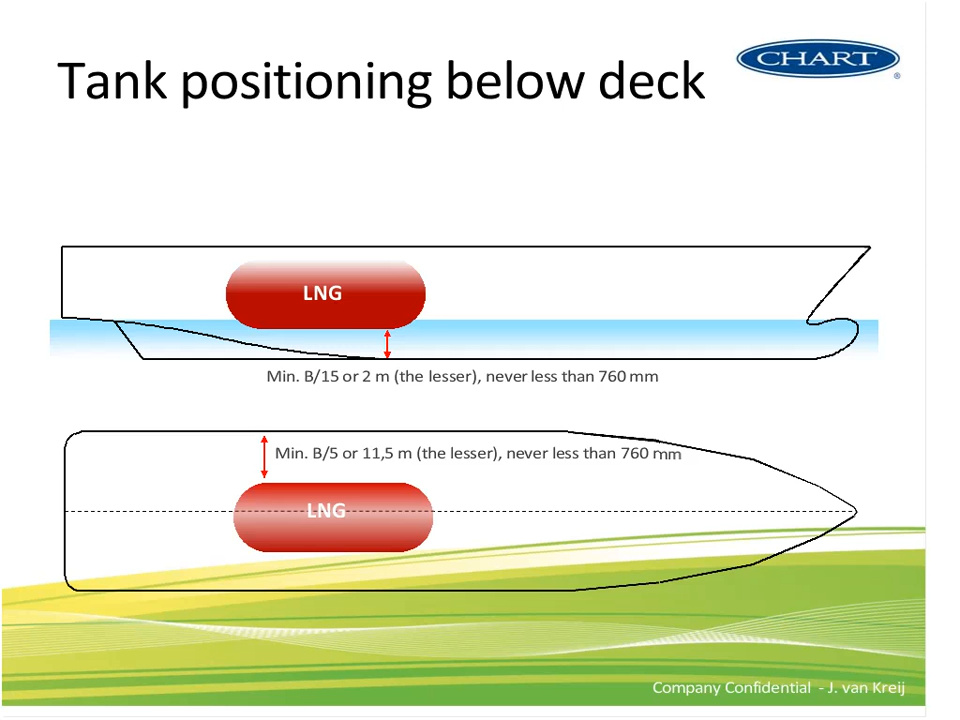 Tank positioning below deck
CHART
®
LNG
Min. B/15 or 2 m (the lesser), never less than 760 mm
Min. B/5 or 11,5 m (the lesser), never less than 760 mm
LNG
Company Confidential - J. van Kreij